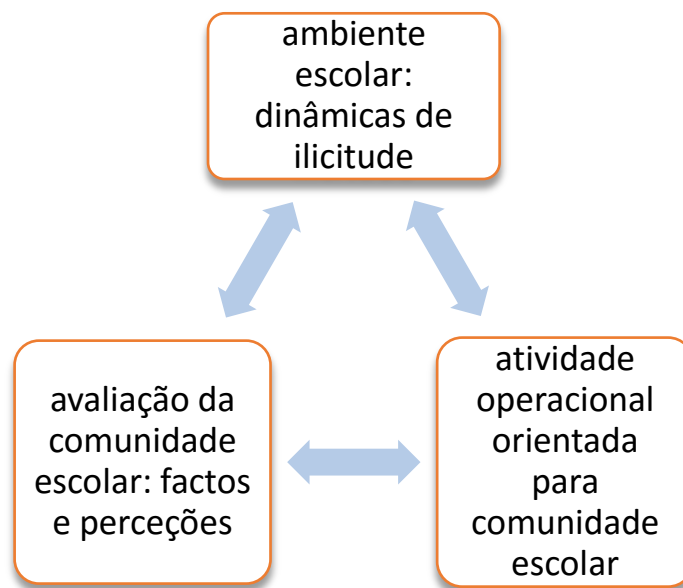 ambiente
escolar:
dinâmicas de
ilicitude
avaliação da
comunidade
escolar: factos
e perceções
atividade
operacional
orientada
para
comunidade
escolar